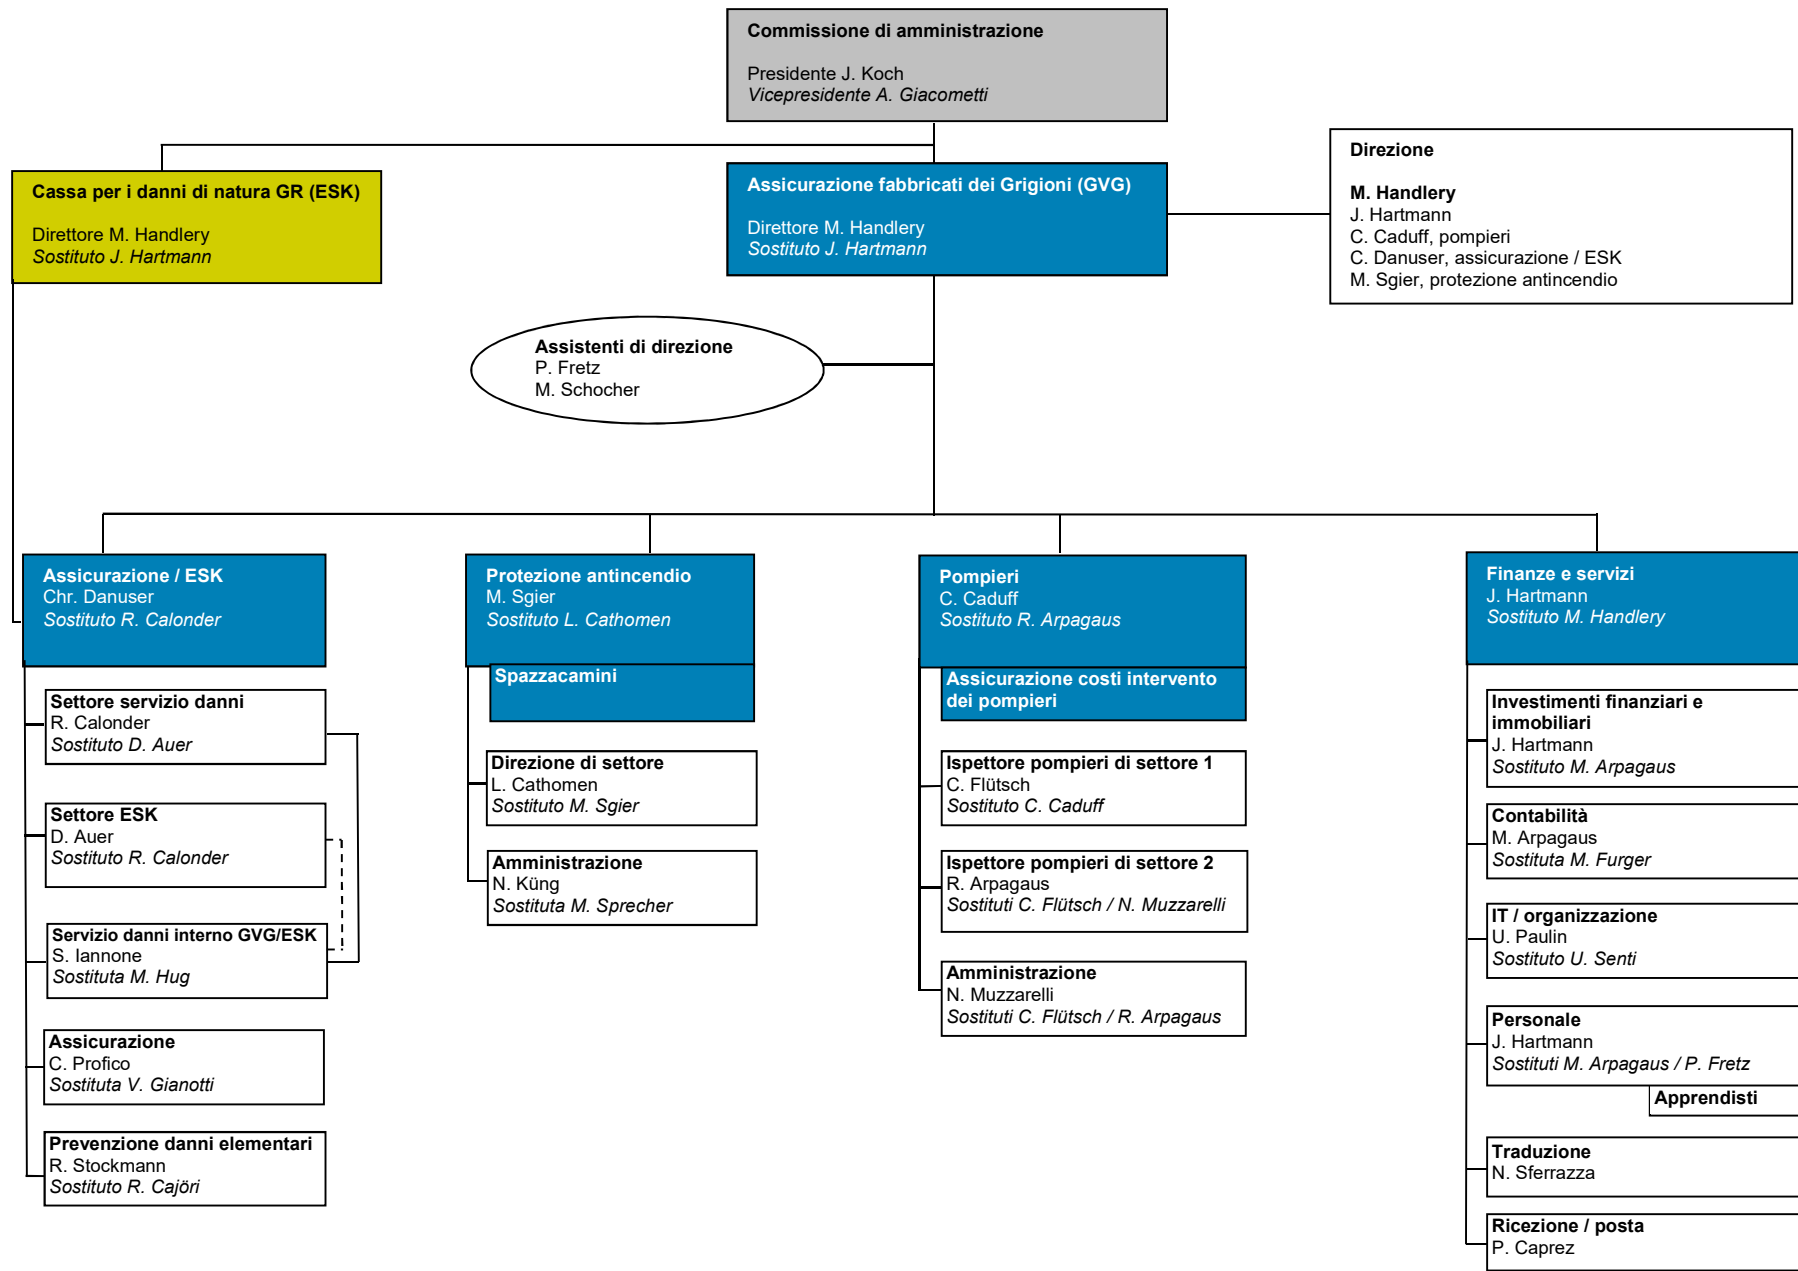 Commissione di amministrazione
Presidente J. Koch
Vicepresidente A. Giacometti
Cassa per i danni di natura GR (ESK)
Direttore M. Handlery
Sostituto J. Hartmann
Assicurazione fabbricati dei Grigioni (GVG)
Direttore M. Handlery
Sostituto J. Hartmann
Direzione
M. Handlery
J. Hartmann
C. Caduff, pompieri
C. Danuser, assicurazione / ESK
M. Sgier, protezione antincendio
Assistenti di direzione
P. Fretz
M. Schocher
Assicurazione / ESK
Chr. Danuser
Sostituto R. Calonder
Settore servizio danni
R. Calonder
Sostituto D. Auer
Settore ESK
D. Auer
Sostituto R. Calonder
Servizio danni interno GVG/ESK
S. Iannone
Sostituta M. Hug
Assicurazione
C. Profico
Sostituta V. Gianotti
Prevenzione danni elementari
R. Stockmann
Sostituto R. Cajöri
Protezione antincendio
M. Sgier
Sostituto L. Cathomen
Spazzacamini
Direzione di settore
L. Cathomen
Sostituto M. Sgier
Amministrazione
N. Küng
Sostituta M. Sprecher
Pompieri
C. Caduff
Sostituto R. Arpagaus
Assicurazione costi intervento
dei pompieri
Ispettore pompieri di settore 1
C. Flütsch
Sostituto C. Caduff
Ispettore pompieri di settore 2
R. Arpagaus
Sostituti C. Flütsch / N. Muzzarelli
Amministrazione
N. Muzzarelli
Sostituti C. Flütsch / R. Arpagaus
Finanze e servizi
J. Hartmann
Sostituto M. Handlery
Investimenti finanziari e
immobiliari
J. Hartmann
Sostituto M. Arpagaus
Contabilità
M. Arpagaus
Sostituta M. Furger
IT / organizzazione
U. Paulin
Sostituto U. Senti
Personale
J. Hartmann
Sostituti M. Arpagaus / P. Fretz
Apprendisti
Traduzione
N. Sferrazza
Ricezione / posta
P. Caprez